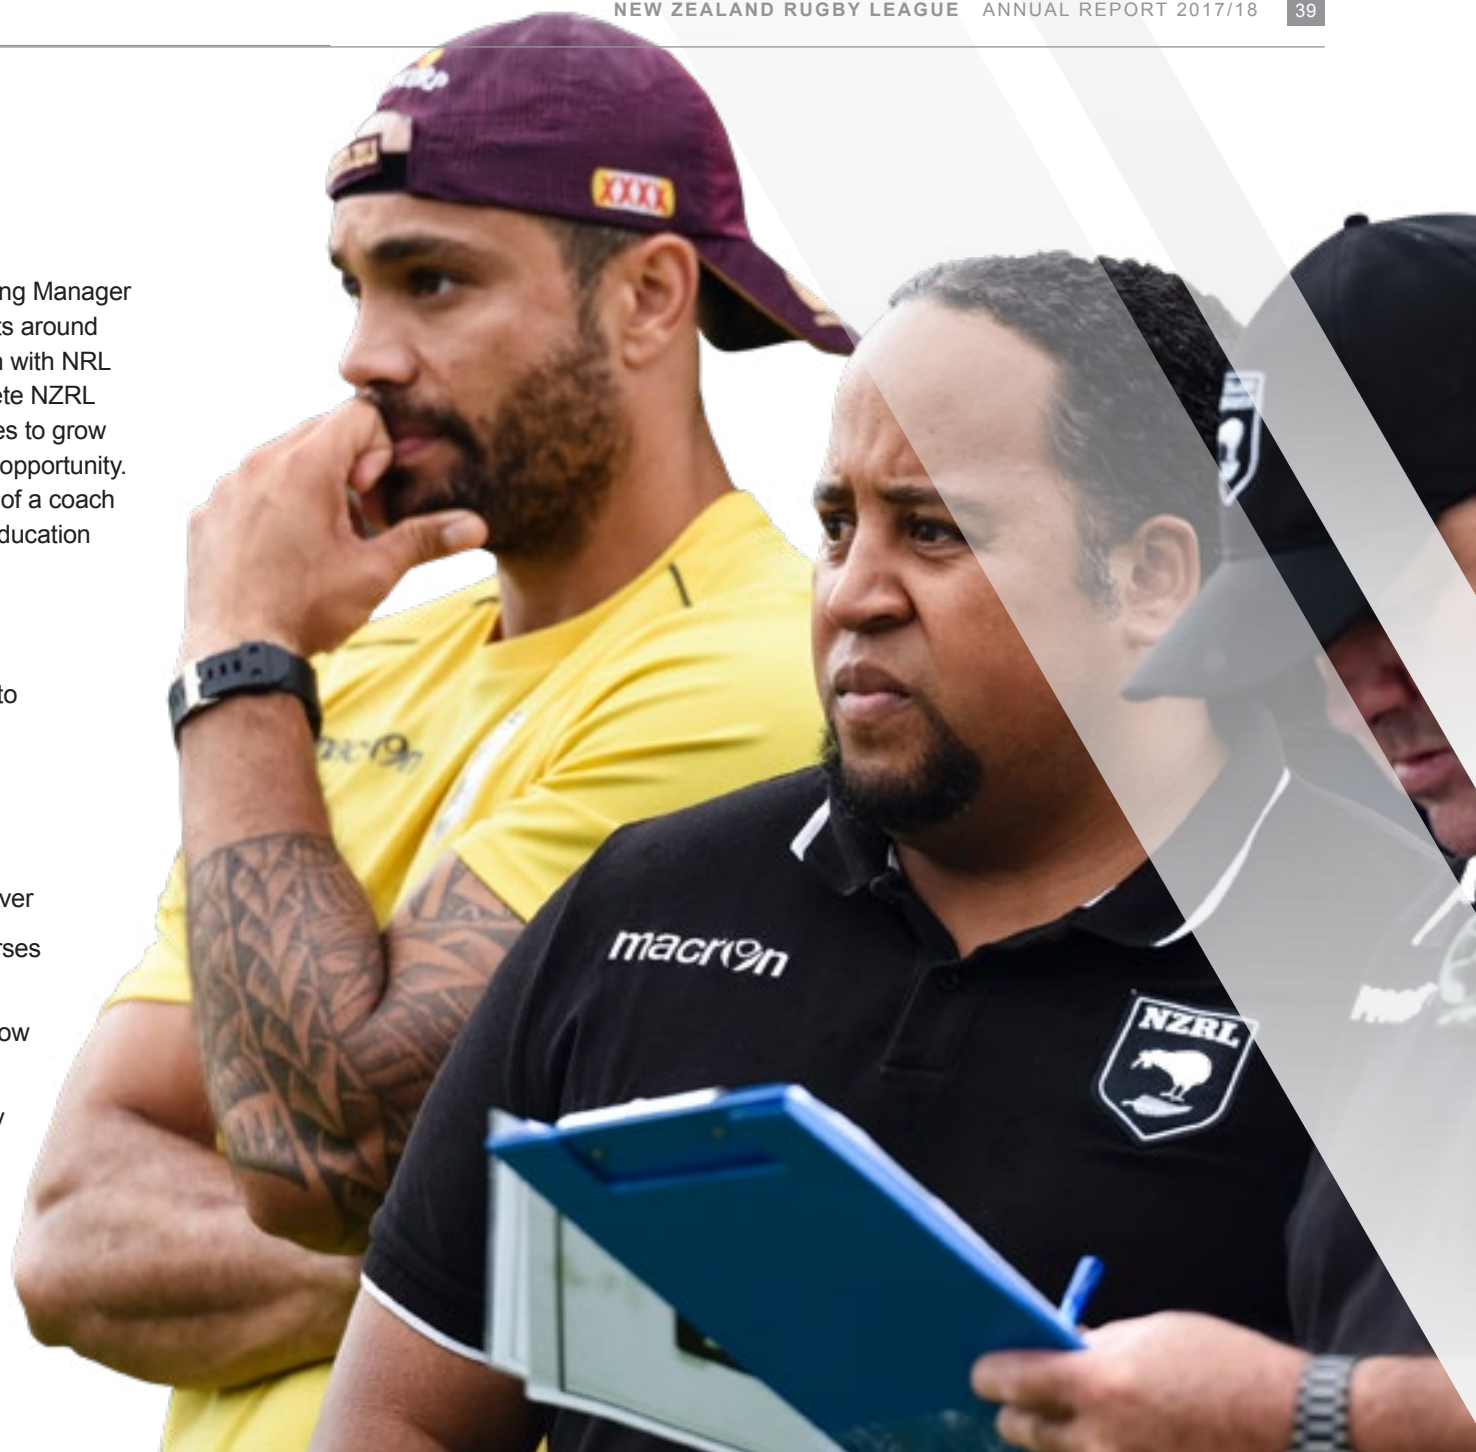 NEW ZEALAND RUGBY LEAGUE ANNUAL REPORT 2017/18 39
ng Manager
ts around
with NRL
ete NZRL
es to grow
opportunity.
of a coach
ducation
to
ver
rses
ow
y
XXXX
macron
macron
NZRL